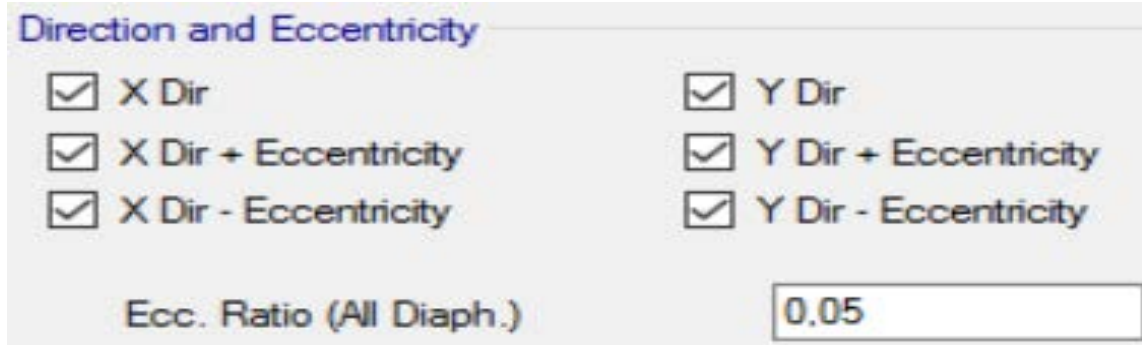 Direction and Eccentricity
X Dir
Y Dir
X Dir + Eccentricity
Y Dir + Eccentricity
X Dir - Eccentricity
Y Dir - Eccentricity
Ecc. Ratio (All Diaph.)
0,05